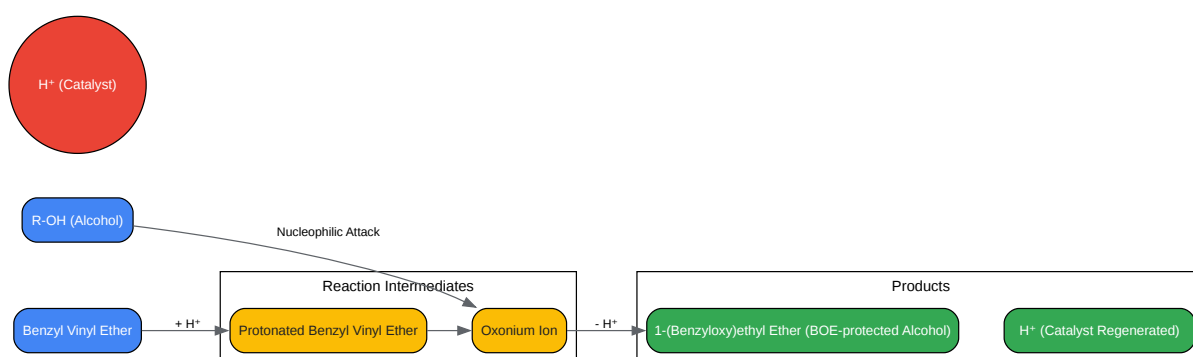 H⁺ (Catalyst)
R-OH (Alcohol)
Nucleophilic Attack
Reaction Intermediates
Products
Benzyl Vinyl Ether
+ H⁺
Protonated Benzyl Vinyl Ether
Oxonium Ion
- H⁺
1-(Benzyloxy)ethyl Ether (BOE-protected Alcohol)
H⁺ (Catalyst Regenerated)